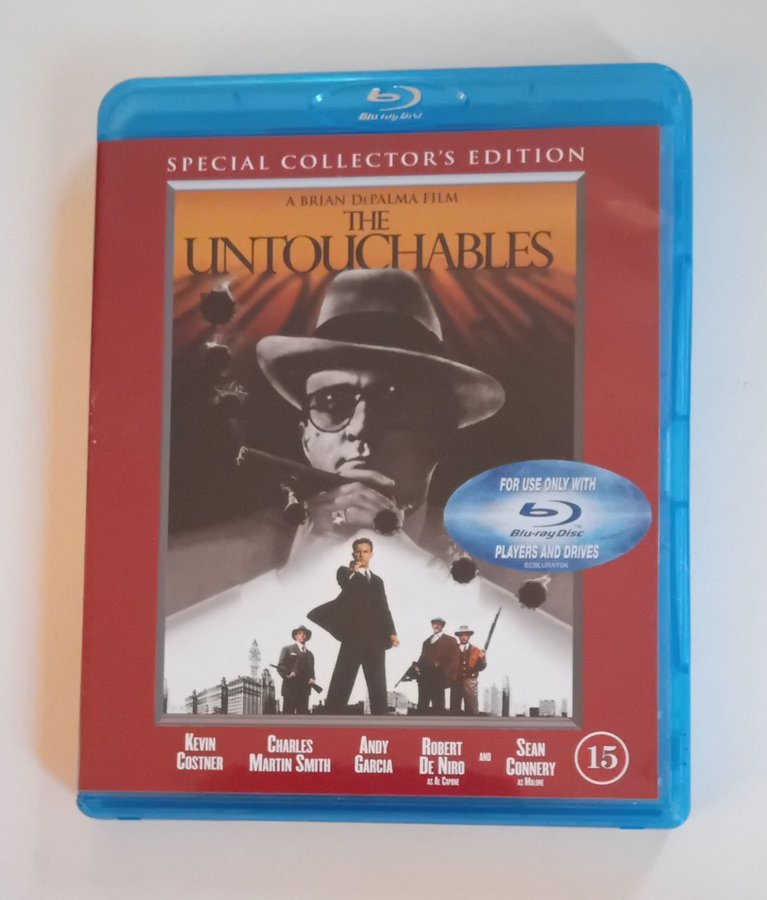 Blu-ray Disc
SPECIAL COLLECTOR'S EDITION
A BRIAN DEPALMA FILM
THE
UNTOUCHABLES
FOR USE ONLY WITH
Blu-ray Disc
TM
PLAYERS AND DRIVES
ECBLURAYSK
KEVIN COSTNER
CHARLES MARTIN SMITH
ANDY GARCIA
ROBERT DE NIRO
AS AL CAPONE
AND
SEAN CONNERY
AS MALONE
15